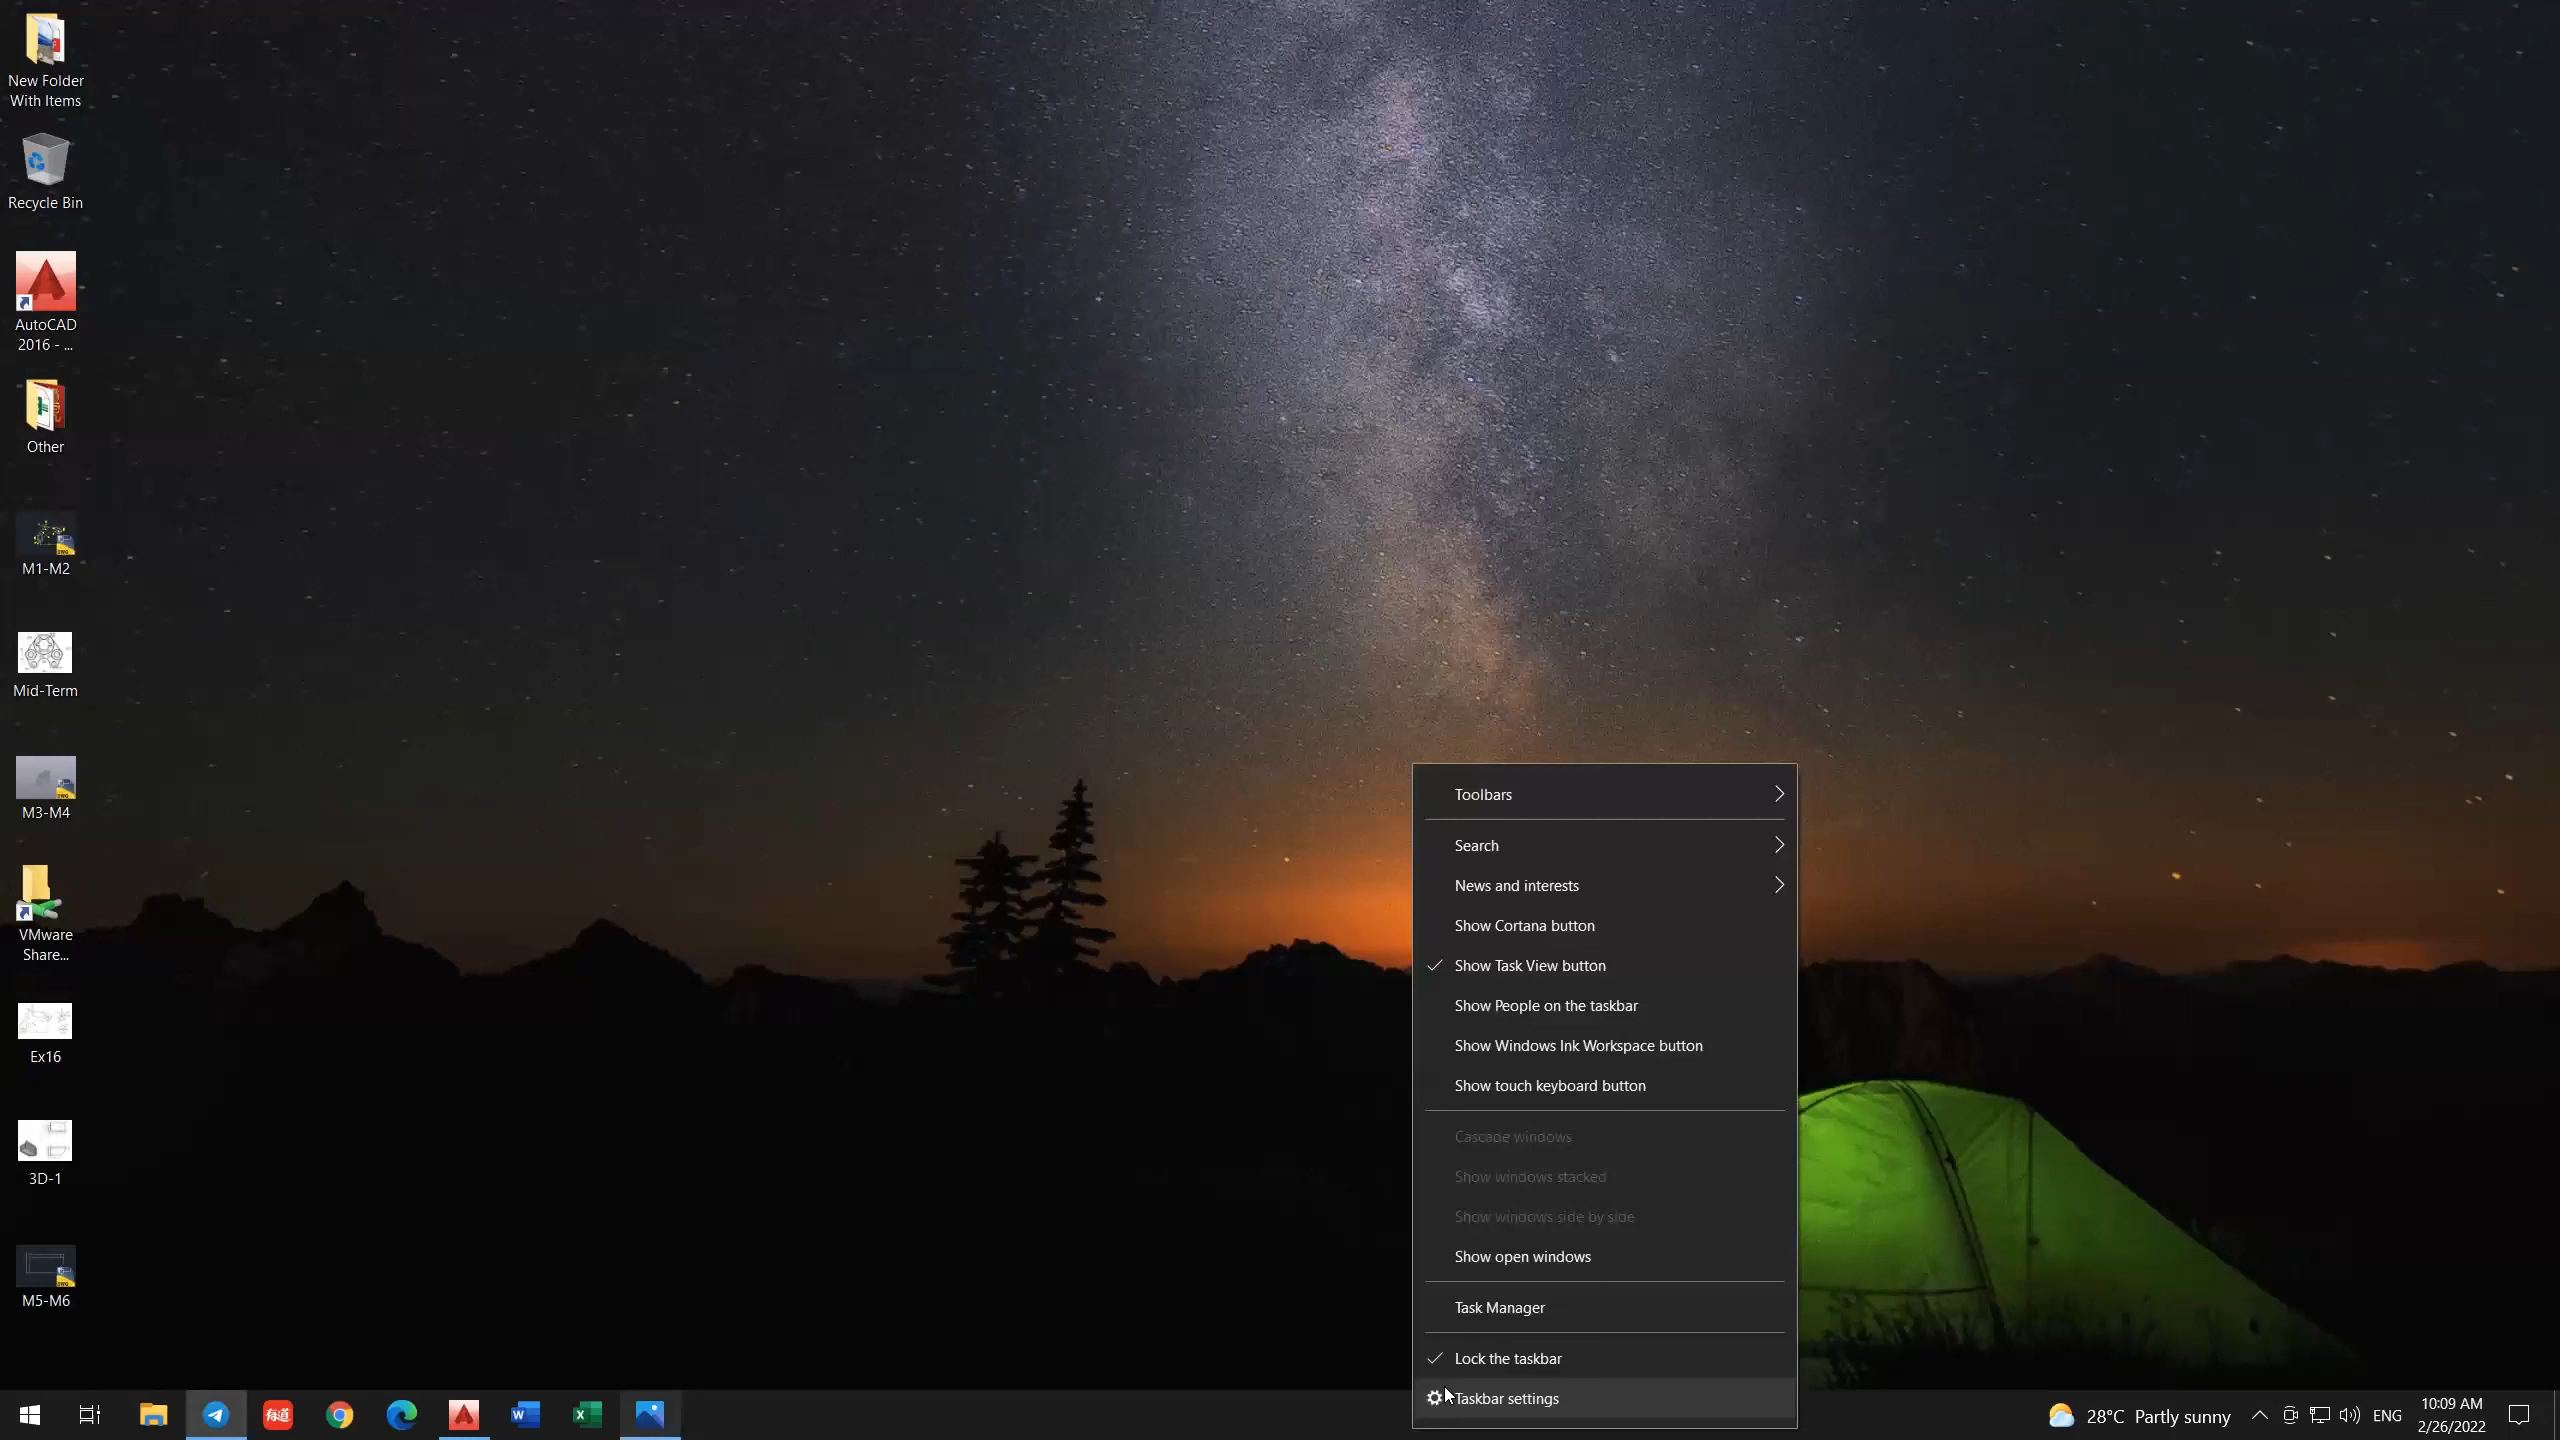 New Folder
With Items
Recycle Bin
AutoCAD
2016 - ...
Other
M1-M2
Mid-Term
M3-M4
VMware
Share...
Ex16
3D-1
M5-M6
Toolbars
Search
News and interests
Show Cortana button
Show Task View button
Show People on the taskbar
Show Windows Ink Workspace button
Show touch keyboard button
Cascade windows
Show windows stacked
Show windows side by side
Show open windows
Task Manager
Lock the taskbar
Taskbar settings
有道
28°C Partly sunny
ENG
10:09 AM
2/26/2022